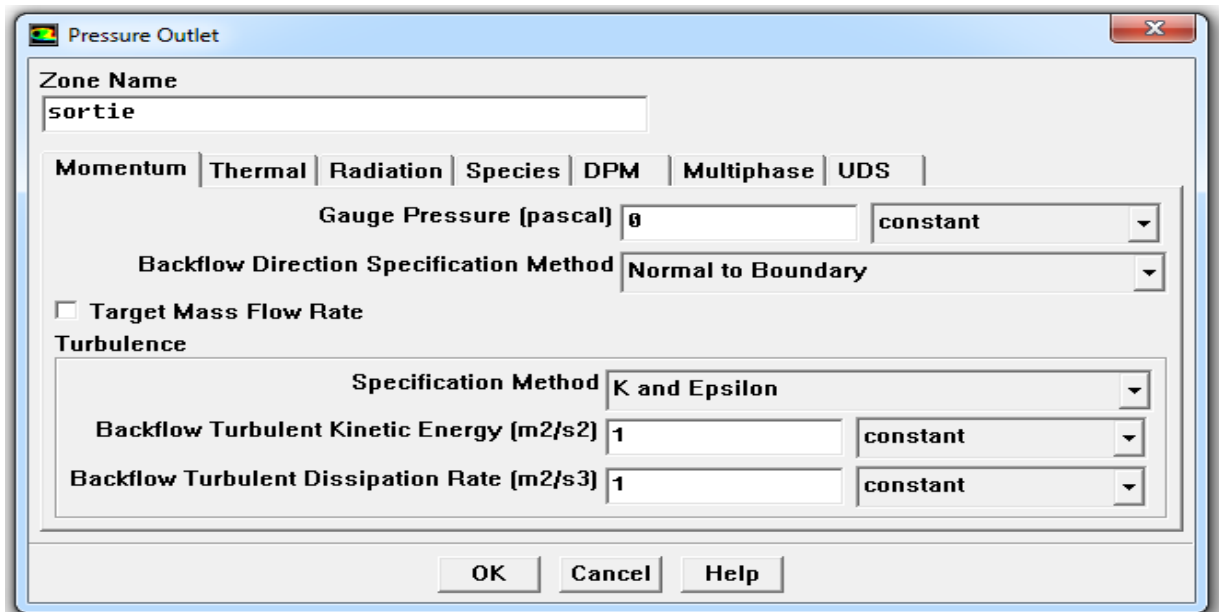 Pressure Outlet
Zone Name
sortie
Momentum Thermal Radiation Species DPM Multiphase UDS
Gauge Pressure (pascal) 0 constant
Backflow Direction Specification Method Normal to Boundary
Target Mass Flow Rate
Turbulence
Specification Method K and Epsilon
Backflow Turbulent Kinetic Energy (m2/s2) 1 constant
Backflow Turbulent Dissipation Rate (m2/s3) 1 constant
OK Cancel Help